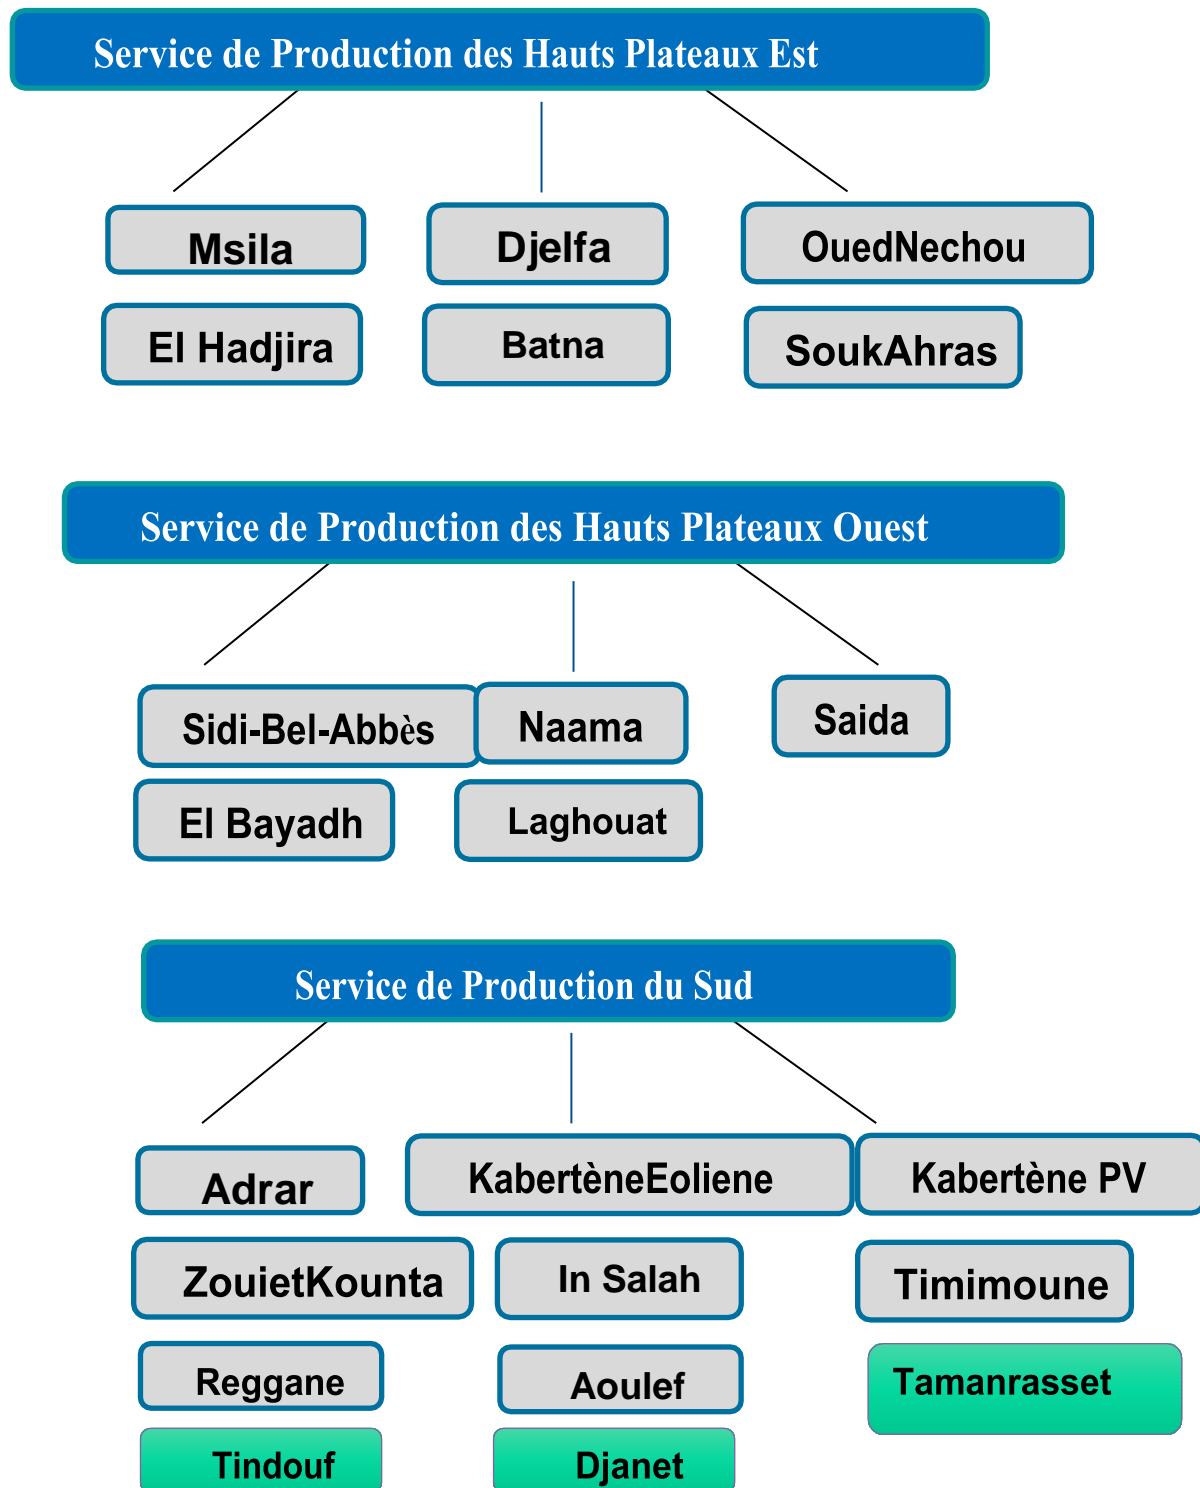 Service de Production des Hauts Plateaux Est
Msila
Djelfa
OuedNechou
El Hadjira
Batna
SoukAhras
Service de Production des Hauts Plateaux Ouest
Sidi-Bel-Abbès
Naama
Saida
El Bayadh
Laghouat
Service de Production du Sud
Adrar
KabertèneEoliene
Kabertène PV
ZouietKounta
In Salah
Timimoune
Reggane
Aoulef
Tamanrasset
Tindouf
Djanet